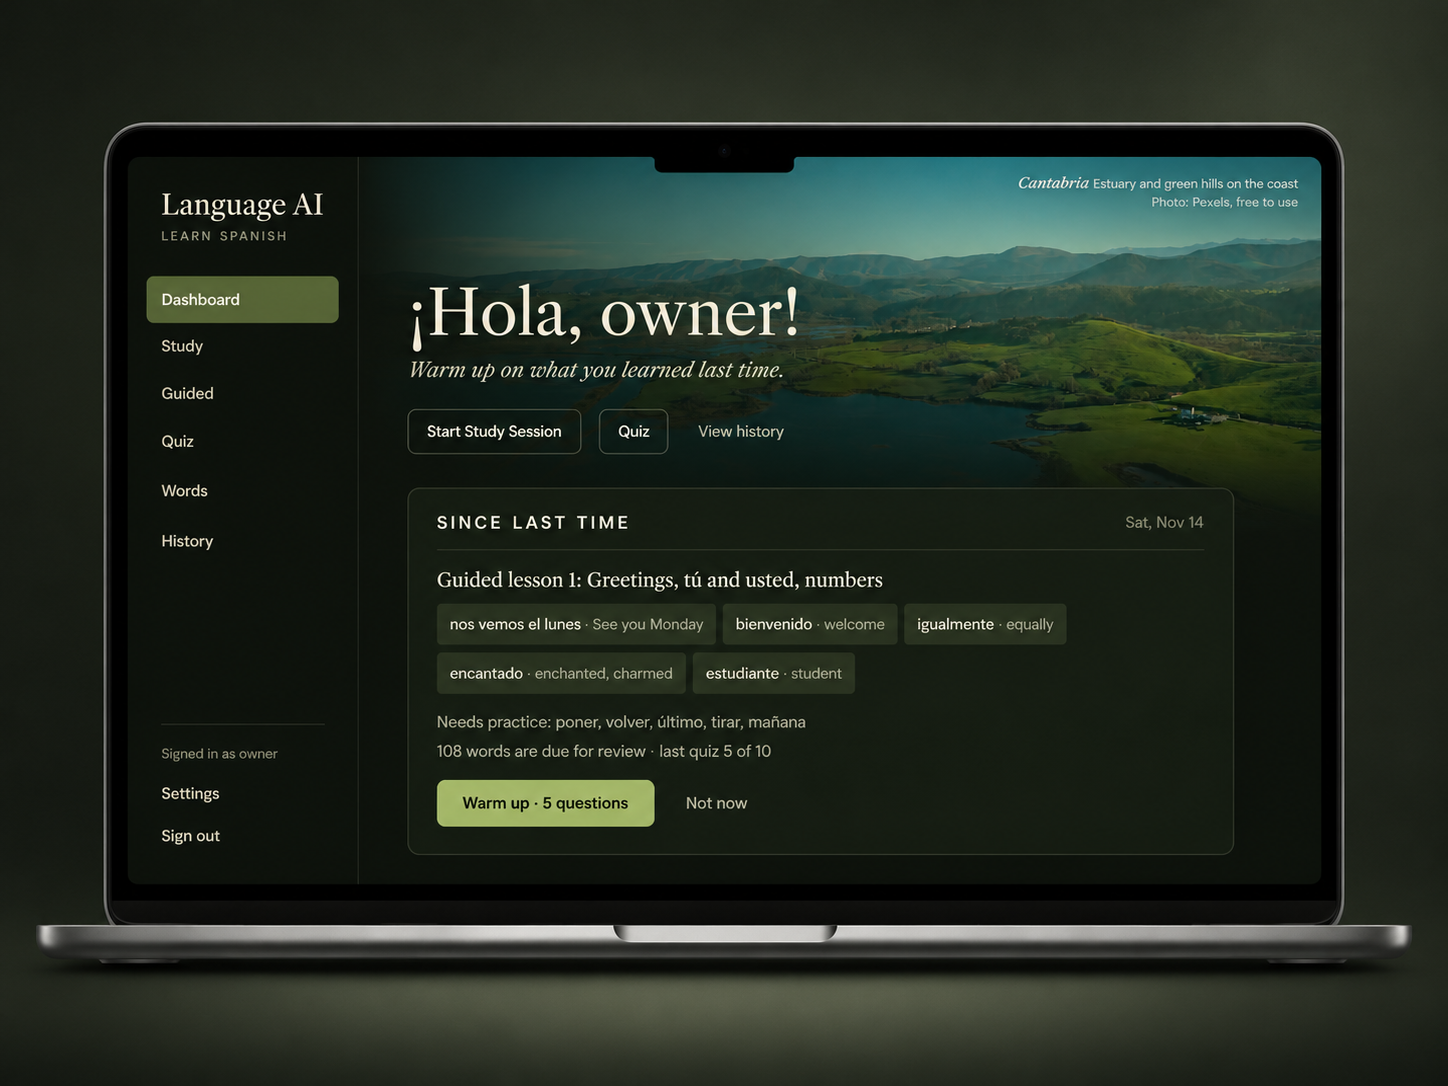 Language AI
LEARN SPANISH
Dashboard
Study
Guided
Quiz
Words
History
Signed in as owner
Settings
Sign out
Cantabria Estuary and green hills on the coast
Photo: Pexels, free to use
¡Hola, owner!
Warm up on what you learned last time.
Start Study Session Quiz View history
SINCE LAST TIME Sat, Nov 14
Guided lesson 1: Greetings, tú and usted, numbers
nos vemos el lunes · See you Monday bienvenido · welcome igualmente · equally
encantado · enchanted, charmed estudiante · student
Needs practice: poner, volver, último, tirar, mañana
108 words are due for review · last quiz 5 of 10
Warm up · 5 questions Not now